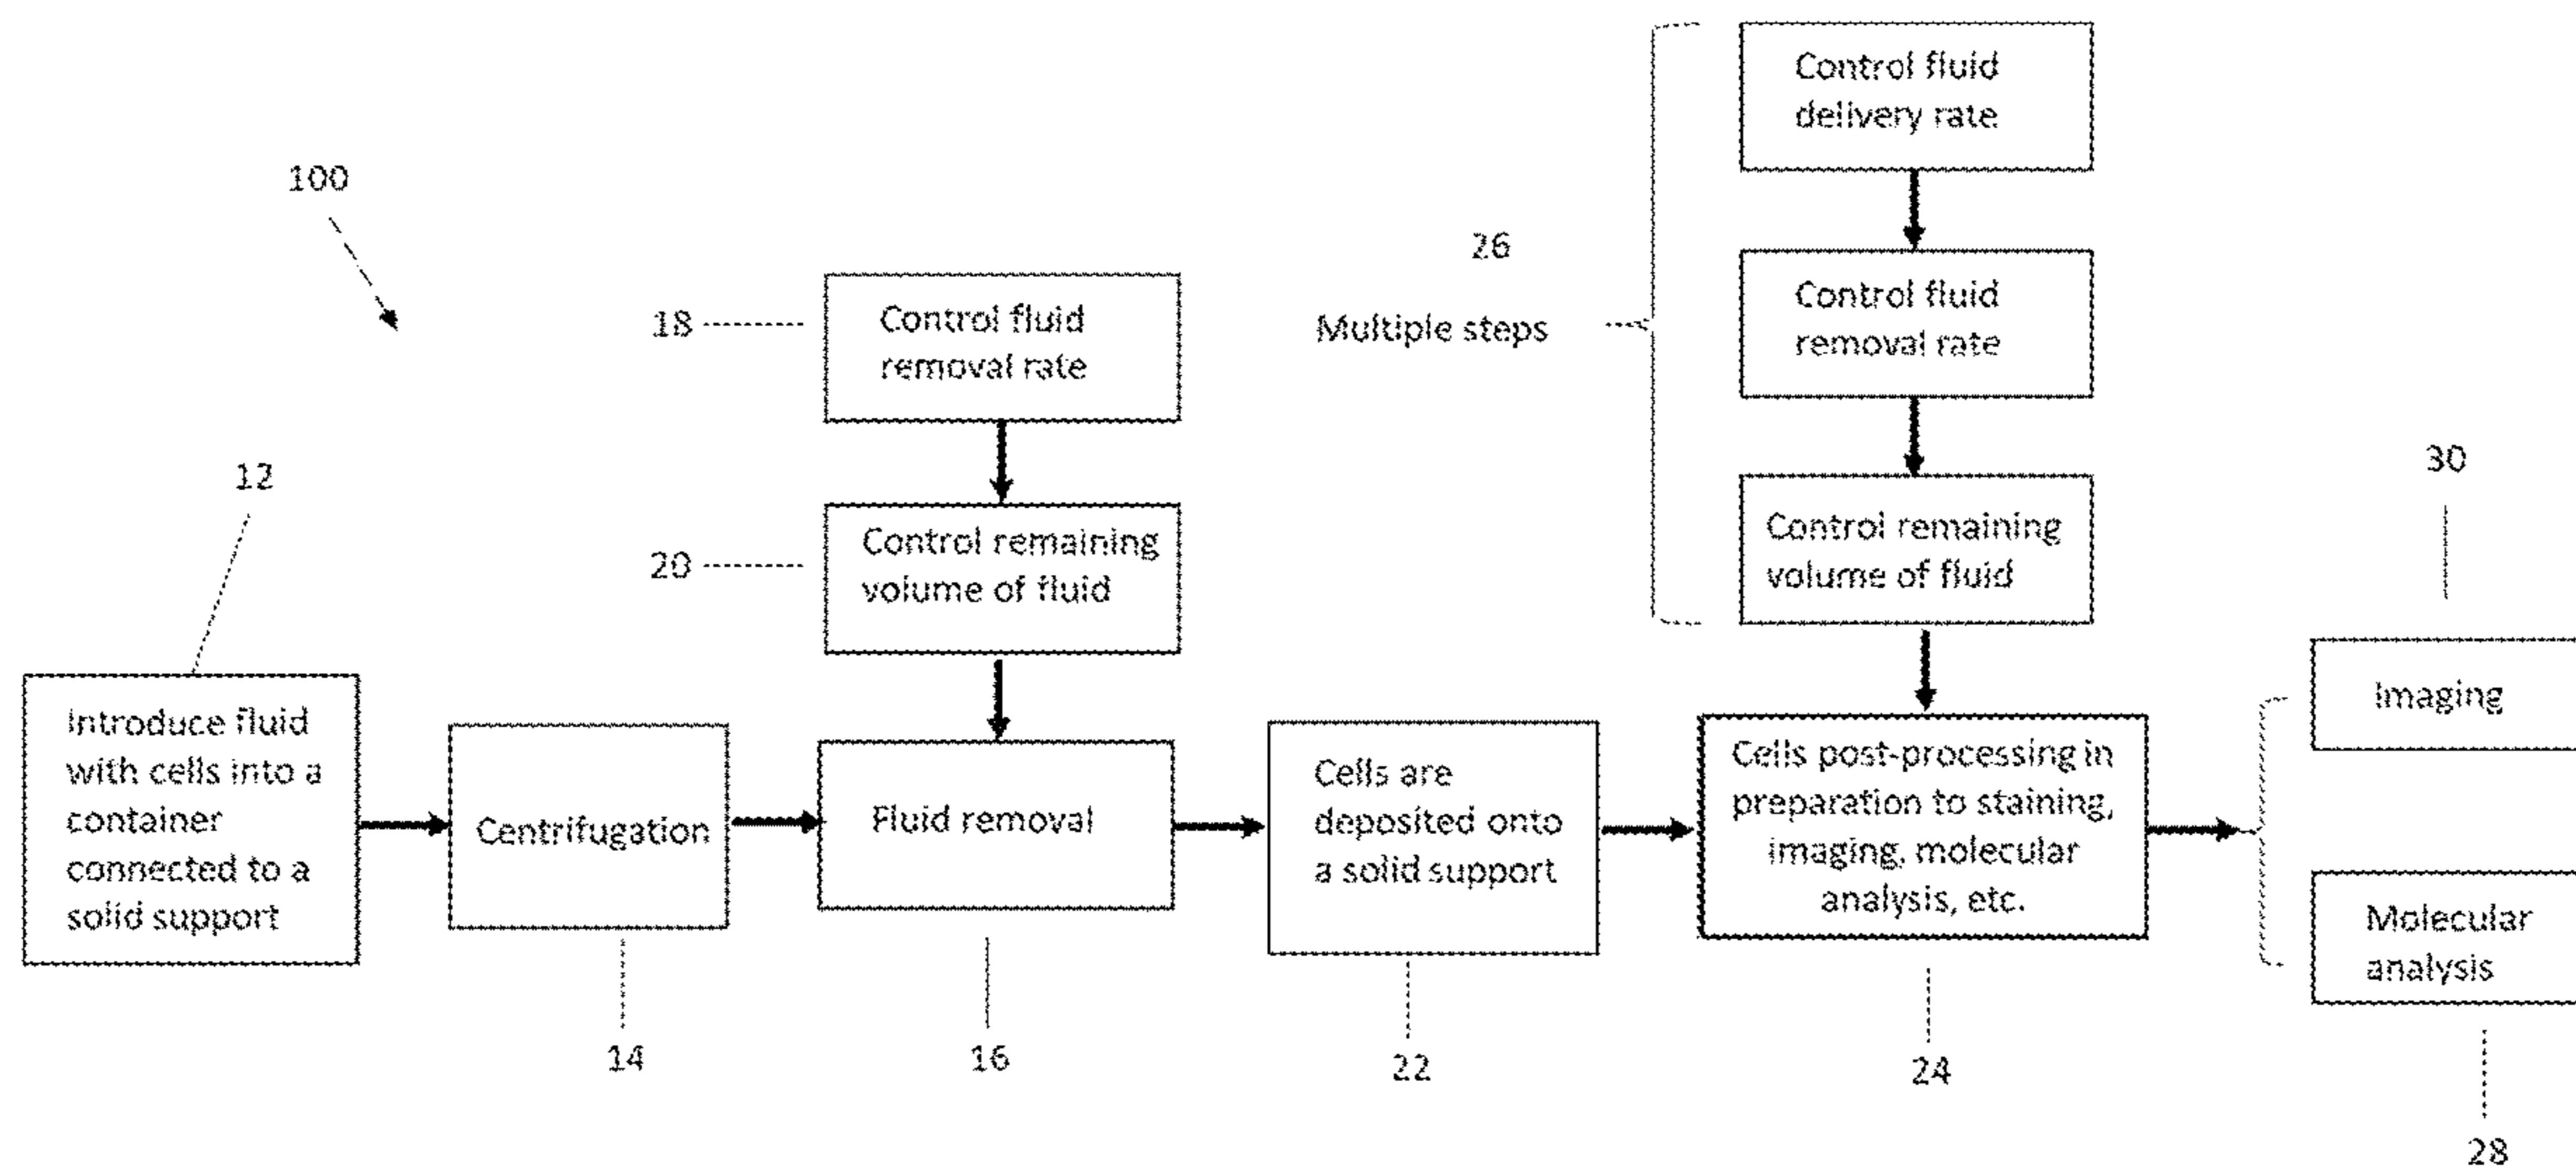 100
12
Introduce fluid
with cells into a
container
connected to a
solid support
Centrifugation
14
18
Control fluid
removal rate
20
Control remaining
volume of fluid
Fluid removal
16
Cells are
deposited onto
a solid support
22
26
Multiple steps
Control fluid
delivery rate
Control fluid
removal rate
Control remaining
volume of fluid
Cells post-processing in
preparation to staining,
imaging, molecular
analysis, etc.
24
30
Imaging
Molecular
analysis
28